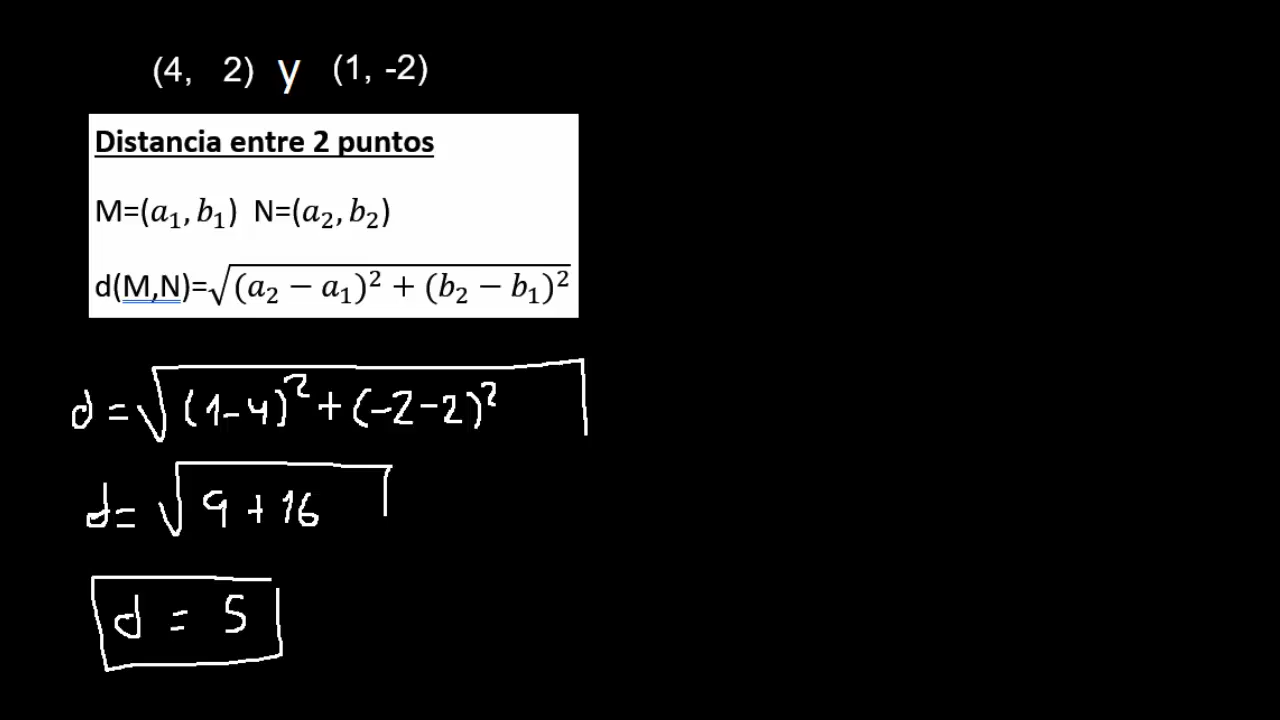 (4, 2) y (1, -2)
Distancia entre 2 puntos
M=(a₁, b₁) N=(a₂, b₂)
d(M,N)=√(a₂ − a₁)² + (b₂ − b₁)²
d = √(1-4)² + (-2-2)²
d = √9 + 16
d = 5